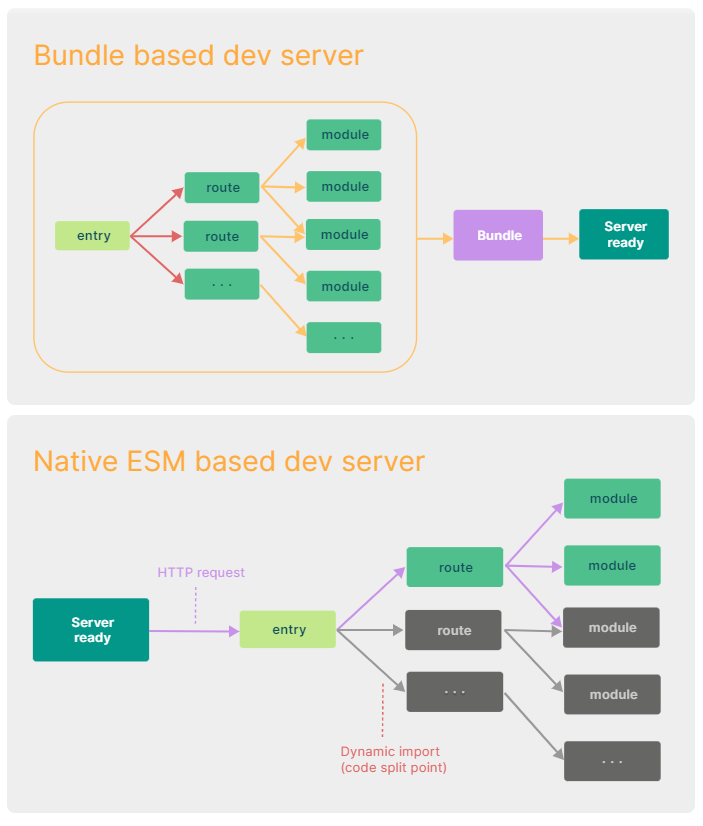 Bundle based dev server
module
route
module
entry
route
module
Bundle
Server
ready
· · ·
module
· · ·
Native ESM based dev server
module
HTTP request
route
module
Server
ready
entry
route
module
· · ·
module
Dynamic import
(code split point)
· · ·